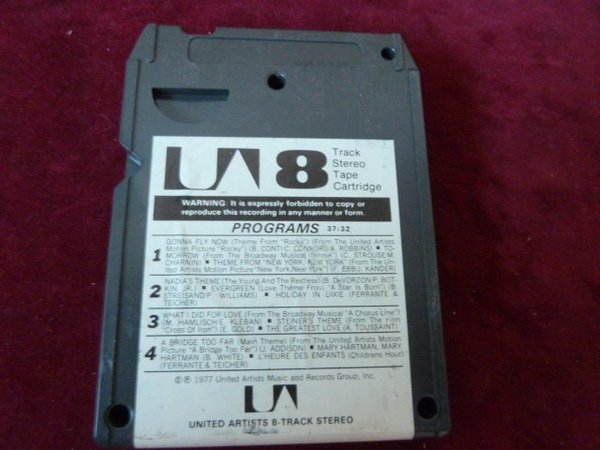 UA 8 Track
Stereo
Tape
Cartridge
WARNING: It is expressly forbidden to copy or
reproduce this recording in any manner or form.
PROGRAMS 37:32
1 GONNA FLY NOW (Theme From "Rocky") (From The United Artists
Motion Picture "Rocky") (B. CONTI/C. CONNORS/A. ROBBINS) ■ TO-
MORROW (From The Broadway Musical "Annie") (C. STROUSE/M.
CHARNIN) ■ THEME FROM "NEW YORK, NEW YORK" (From The Un-
ited Artists Motion Picture "New York, New York") (F. EBB/J. KANDER)
2 NADIA'S THEME (The Young And The Restless) (B. DeVORZON/P. BOT-
KIN, JR.) ■ EVERGREEN (Love Theme From "A Star Is Born") (B.
STREISAND/P. WILLIAMS) ■ HOLIDAY IN DIXIE (FERRANTE &
TEICHER)
3 WHAT I DID FOR LOVE (From The Broadway Musical "A Chorus Line")
(M. HAMLISCH/E. KLEBAN) ■ STEINER'S THEME (From The Film
"Cross Of Iron") (E. GOLD) ■ THE GREATEST LOVE (A. TOUSSAINT)
4 A BRIDGE TOO FAR (Main Theme) (From The United Artists Motion
Picture "A Bridge Too Far") (J. ADDISON) ■ MARY HARTMAN, MARY
HARTMAN (B. WHITE) ■ L'HEURE DES ENFANTS (Childrens Hour)
(FERRANTE & TEICHER)
© ℗ 1977 United Artists Music and Records Group, Inc.
UA
UNITED ARTISTS 8-TRACK STEREO